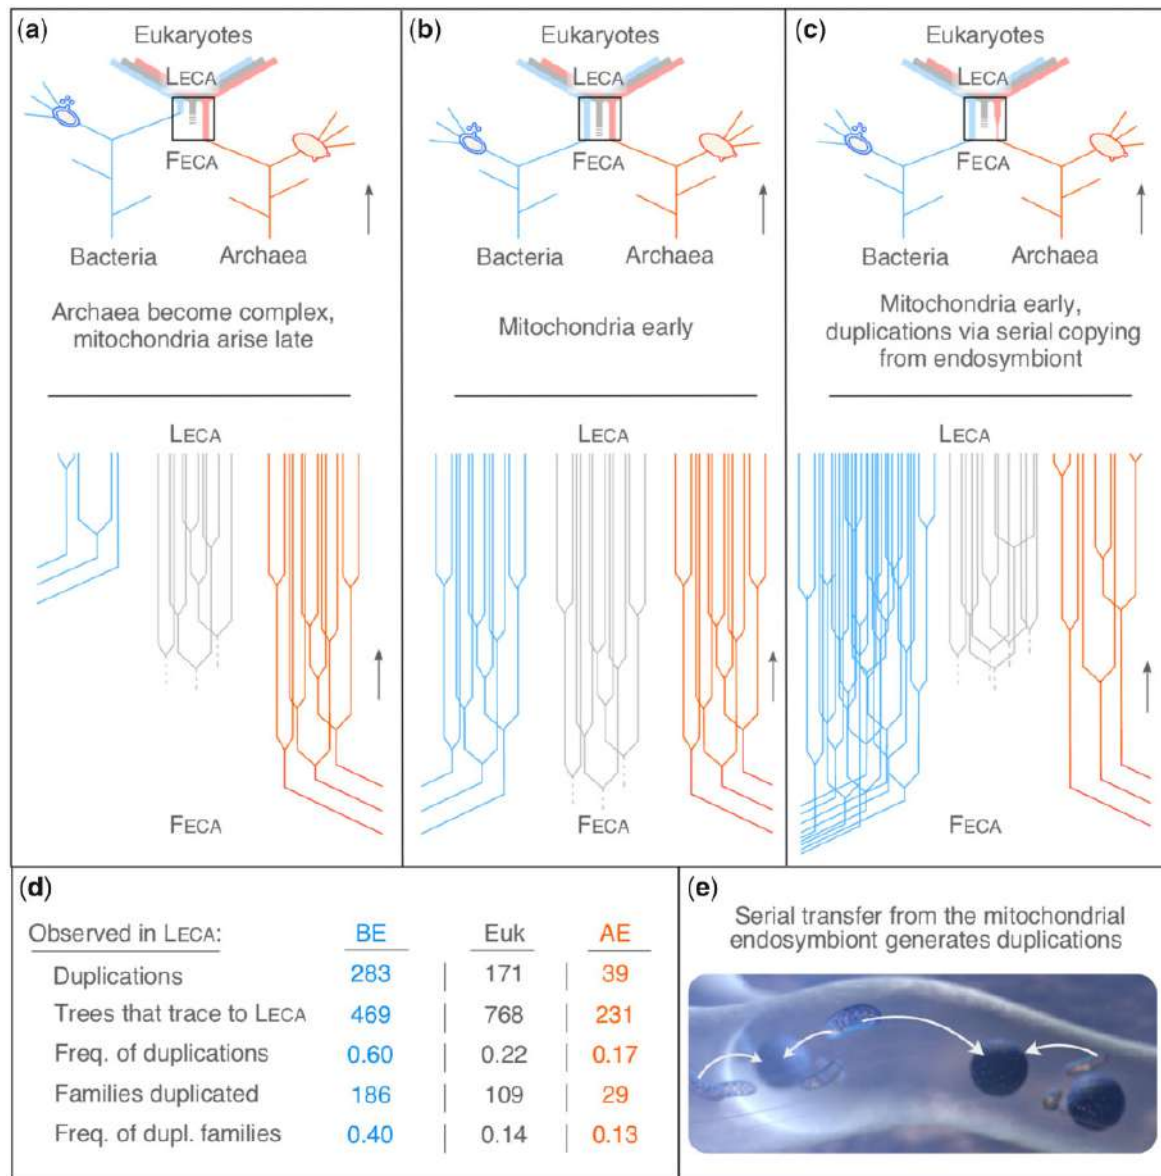 (a)
Eukaryotes
LECA
FECA
Bacteria Archaea
Archaea become complex,
mitochondria arise late
LECA
FECA
(b)
Eukaryotes
LECA
FECA
Bacteria Archaea
Mitochondria early
LECA
FECA
(c)
Eukaryotes
LECA
FECA
Bacteria Archaea
Mitochondria early,
duplications via serial copying
from endosymbiont
LECA
FECA
(d)
Observed in LECA: BE Euk AE
Duplications 283 | 171 | 39
Trees that trace to LECA 469 | 768 | 231
Freq. of duplications 0.60 | 0.22 | 0.17
Families duplicated 186 | 109 | 29
Freq. of dupl. families 0.40 | 0.14 | 0.13
(e)
Serial transfer from the mitochondrial
endosymbiont generates duplications